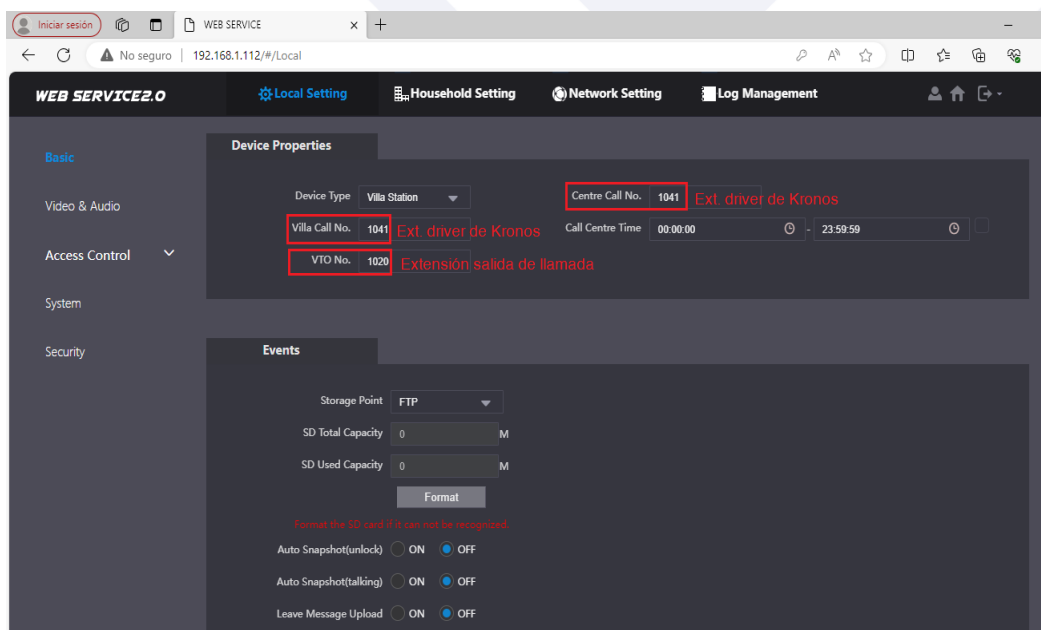 Iniciar sesión WEB SERVICE
No seguro 192.168.1.112/#/Local
WEB SERVICE2.0 Local Setting Household Setting Network Setting Log Management
Basic
Video & Audio
Access Control
System
Security
Device Properties
Device Type Villa Station Centre Call No. 1041 Ext. driver de Kronos
Villa Call No. 1041 Ext. driver de Kronos Call Centre Time 00:00:00 - 23:59:59
VTO No. 1020 Extensión salida de llamada
Events
Storage Point FTP
SD Total Capacity 0 M
SD Used Capacity 0 M
Format
Format the SD card if it can not be recognized.
Auto Snapshot(unlock) ON OFF
Auto Snapshot(talking) ON OFF
Leave Message Upload ON OFF